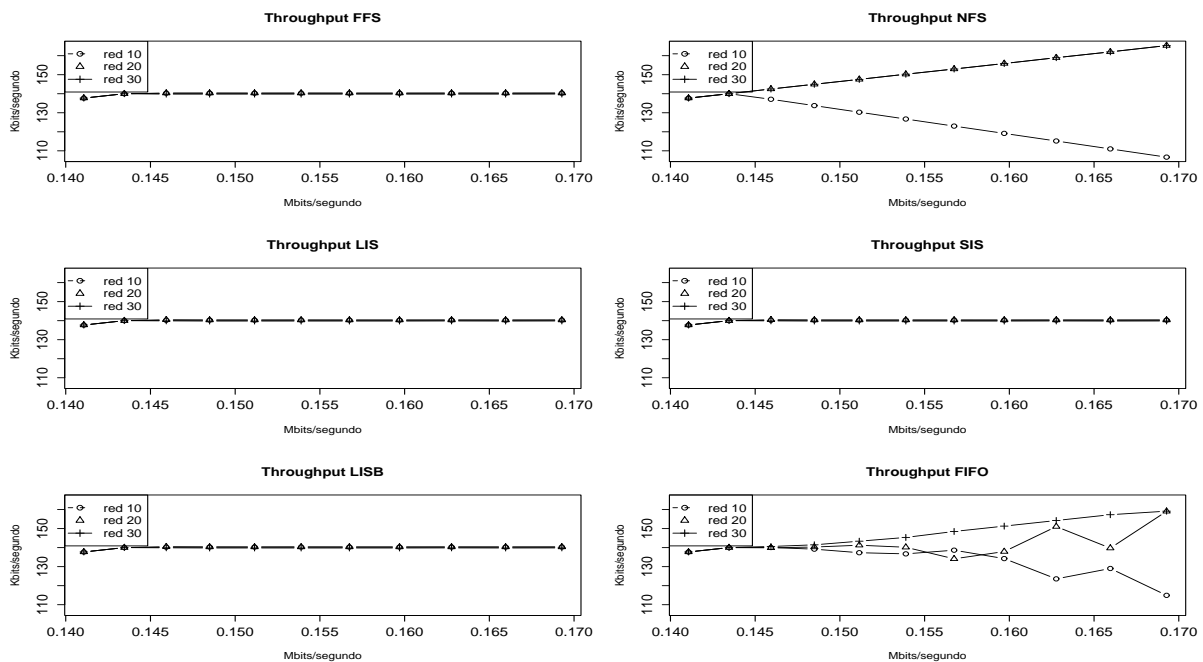 Throughput FFS
Kbits/segundo
110 130 150
red 10
red 20
red 30
0.140 0.145 0.150 0.155 0.160 0.165 0.170
Mbits/segundo
Throughput NFS
Kbits/segundo
110 130 150
red 10
red 20
red 30
0.140 0.145 0.150 0.155 0.160 0.165 0.170
Mbits/segundo
Throughput LIS
Kbits/segundo
110 130 150
red 10
red 20
red 30
0.140 0.145 0.150 0.155 0.160 0.165 0.170
Mbits/segundo
Throughput SIS
Kbits/segundo
110 130 150
red 10
red 20
red 30
0.140 0.145 0.150 0.155 0.160 0.165 0.170
Mbits/segundo
Throughput LISB
Kbits/segundo
110 130 150
red 10
red 20
red 30
0.140 0.145 0.150 0.155 0.160 0.165 0.170
Mbits/segundo
Throughput FIFO
Kbits/segundo
110 130 150
red 10
red 20
red 30
0.140 0.145 0.150 0.155 0.160 0.165 0.170
Mbits/segundo